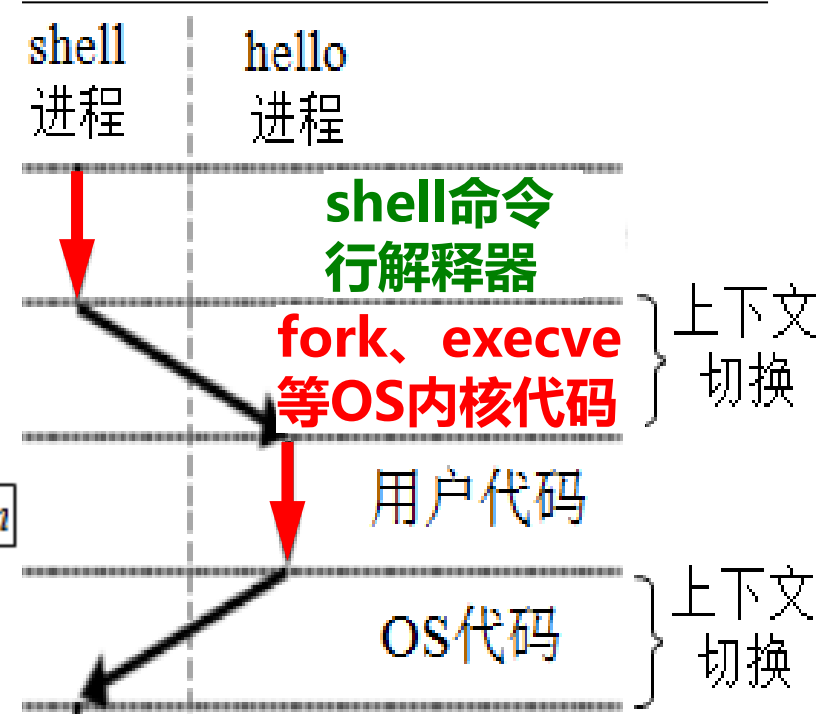 shell
进程
hello
进程
shell命令
行解释器
fork、execve
等OS内核代码
上下文
切换
用户代码
OS代码
上下文
切换